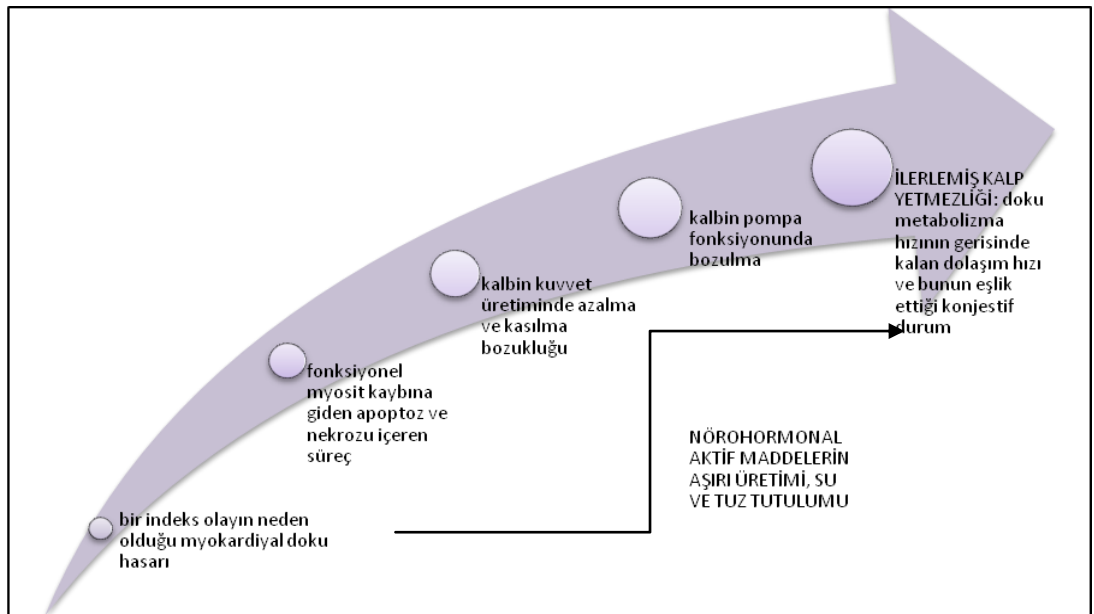 bir indeks olayın neden
olduğu myokardiyal doku
hasarı
fonksiyonel
myosit kaybına
giden apoptoz ve
nekrozu içeren
süreç
kalbin kuvvet
üretiminde azalma
ve kasılma
bozukluğu
kalbin pompa
fonksiyonunda
bozulma
İLERLEMİŞ KALP
YETMEZLİĞİ: doku
metabolizma
hızının gerisinde
kalan dolaşım hızı
ve bunun eşlik
ettiği konjestif
durum
NÖROHORMONAL
AKTİF MADDELERİN
AŞIRI ÜRETİMİ, SU
VE TUZ TUTULUMU